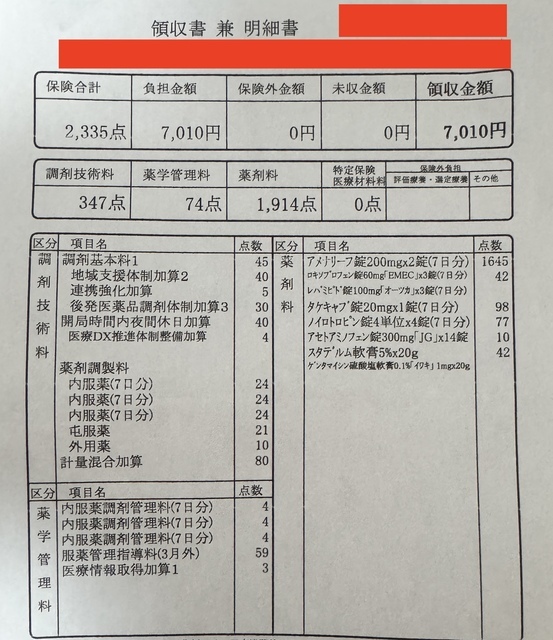 領収書 兼 明細書
保険合計 負担金額 保険外金額 未収金額 領収金額
2,335点 7,010円 0円 0円 7,010円
調剤技術料 薬学管理料 薬剤料 特定保険医療材料料 保険外負担
評価療養・選定療養 その他
347点 74点 1,914点 0点
区分 項目名 点数
調剤技術料
調剤基本料1 45
地域支援体制加算2 40
連携強化加算 5
後発医薬品調剤体制加算3 30
開局時間内夜間休日加算 40
医療DX推進体制整備加算 4
薬剤調製料
内服薬(7日分) 24
内服薬(7日分) 24
内服薬(7日分) 24
屯服薬 21
外用薬 10
計量混合加算 80
区分 項目名 点数
薬学管理料
内服薬調剤管理料(7日分) 4
内服薬調剤管理料(7日分) 4
内服薬調剤管理料(7日分) 4
服薬管理指導料(3月外) 59
医療情報取得加算1 3
区分 項目名 点数
薬剤料
アメナリーフ錠200mgx2錠(7日分) 1645
ロキソプロフェン錠60mg「EMEC」x3錠(7日分) 42
レバミピド錠100mg「オーツカ」x3錠(7日分)
タケキャブ錠20mgx1錠(7日分) 98
ノイロトロピン錠4単位x4錠(7日分) 77
アセトアミノフェン錠300mg「JG」x14錠 10
スタデルム軟膏5%x20g 42
ゲンタマイシン硫酸塩軟膏0.1%「イワキ」1mgx20g